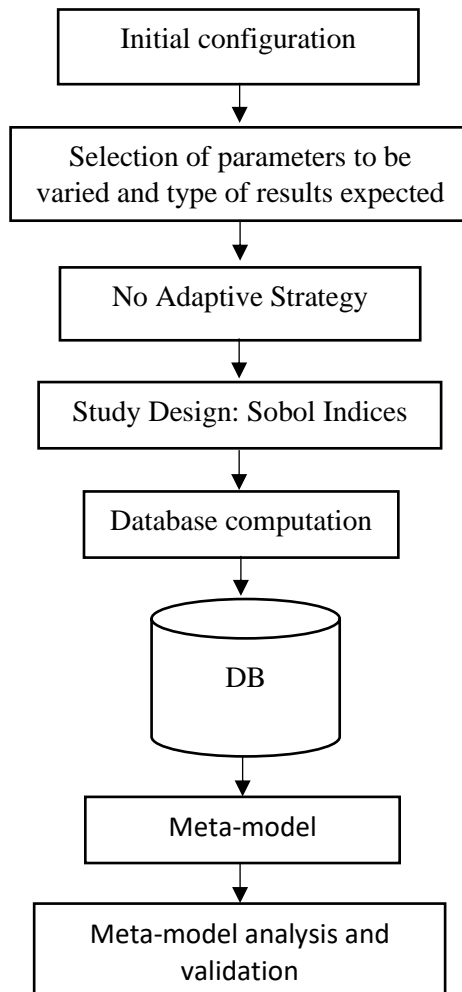 Initial configuration
Selection of parameters to be
varied and type of results expected
No Adaptive Strategy
Study Design: Sobol Indices
Database computation
DB
Meta-model
Meta-model analysis and
validation